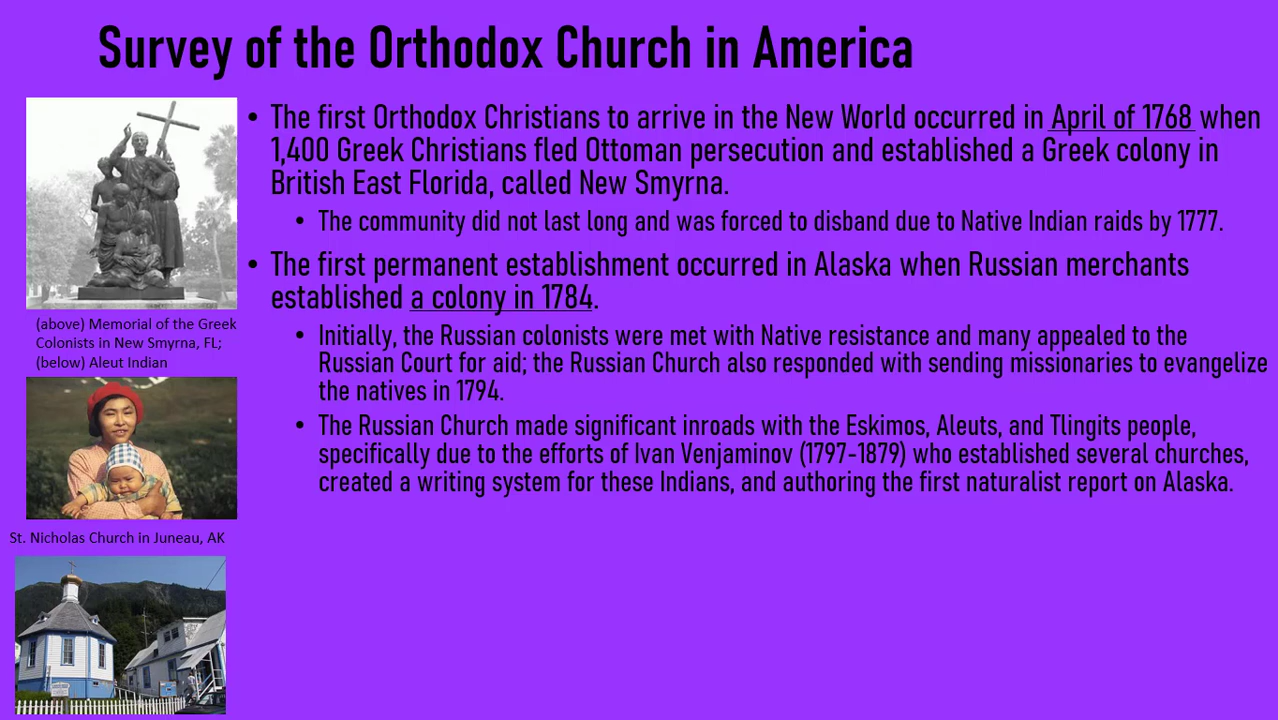 Survey of the Orthodox Church in America
• The first Orthodox Christians to arrive in the New World occurred in April of 1768 when
1,400 Greek Christians fled Ottoman persecution and established a Greek colony in
British East Florida, called New Smyrna.
• The community did not last long and was forced to disband due to Native Indian raids by 1777.
• The first permanent establishment occurred in Alaska when Russian merchants
established a colony in 1784.
• Initially, the Russian colonists were met with Native resistance and many appealed to the
Russian Court for aid; the Russian Church also responded with sending missionaries to evangelize
the natives in 1794.
• The Russian Church made significant inroads with the Eskimos, Aleuts, and Tlingits people,
specifically due to the efforts of Ivan Venjaminov (1797-1879) who established several churches,
created a writing system for these Indians, and authoring the first naturalist report on Alaska.
(above) Memorial of the Greek
Colonists in New Smyrna, FL;
(below) Aleut Indian
St. Nicholas Church in Juneau, AK